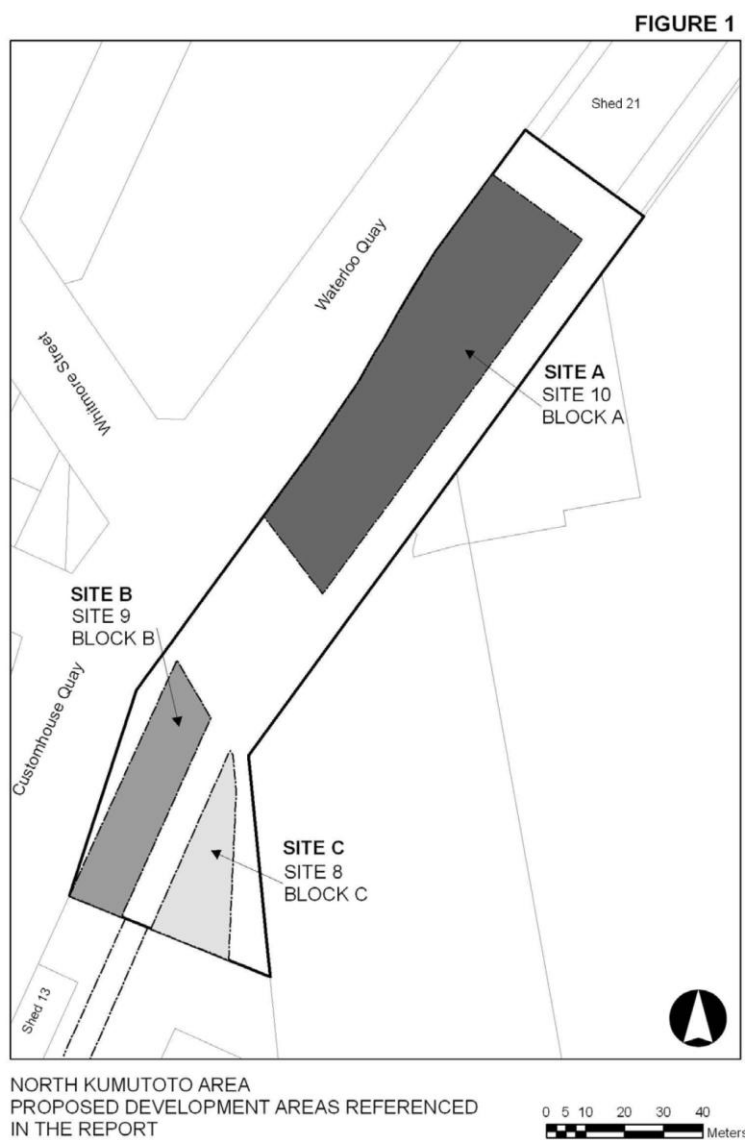 FIGURE 1
Shed 21
Waterloo Quay
Whitmore Street
SITE A
SITE 10
BLOCK A
SITE B
SITE 9
BLOCK B
Customhouse Quay
SITE C
SITE 8
BLOCK C
Shed 13
NORTH KUMUTOTO AREA
PROPOSED DEVELOPMENT AREAS REFERENCED
IN THE REPORT
0 5 10 20 30 40
Meters